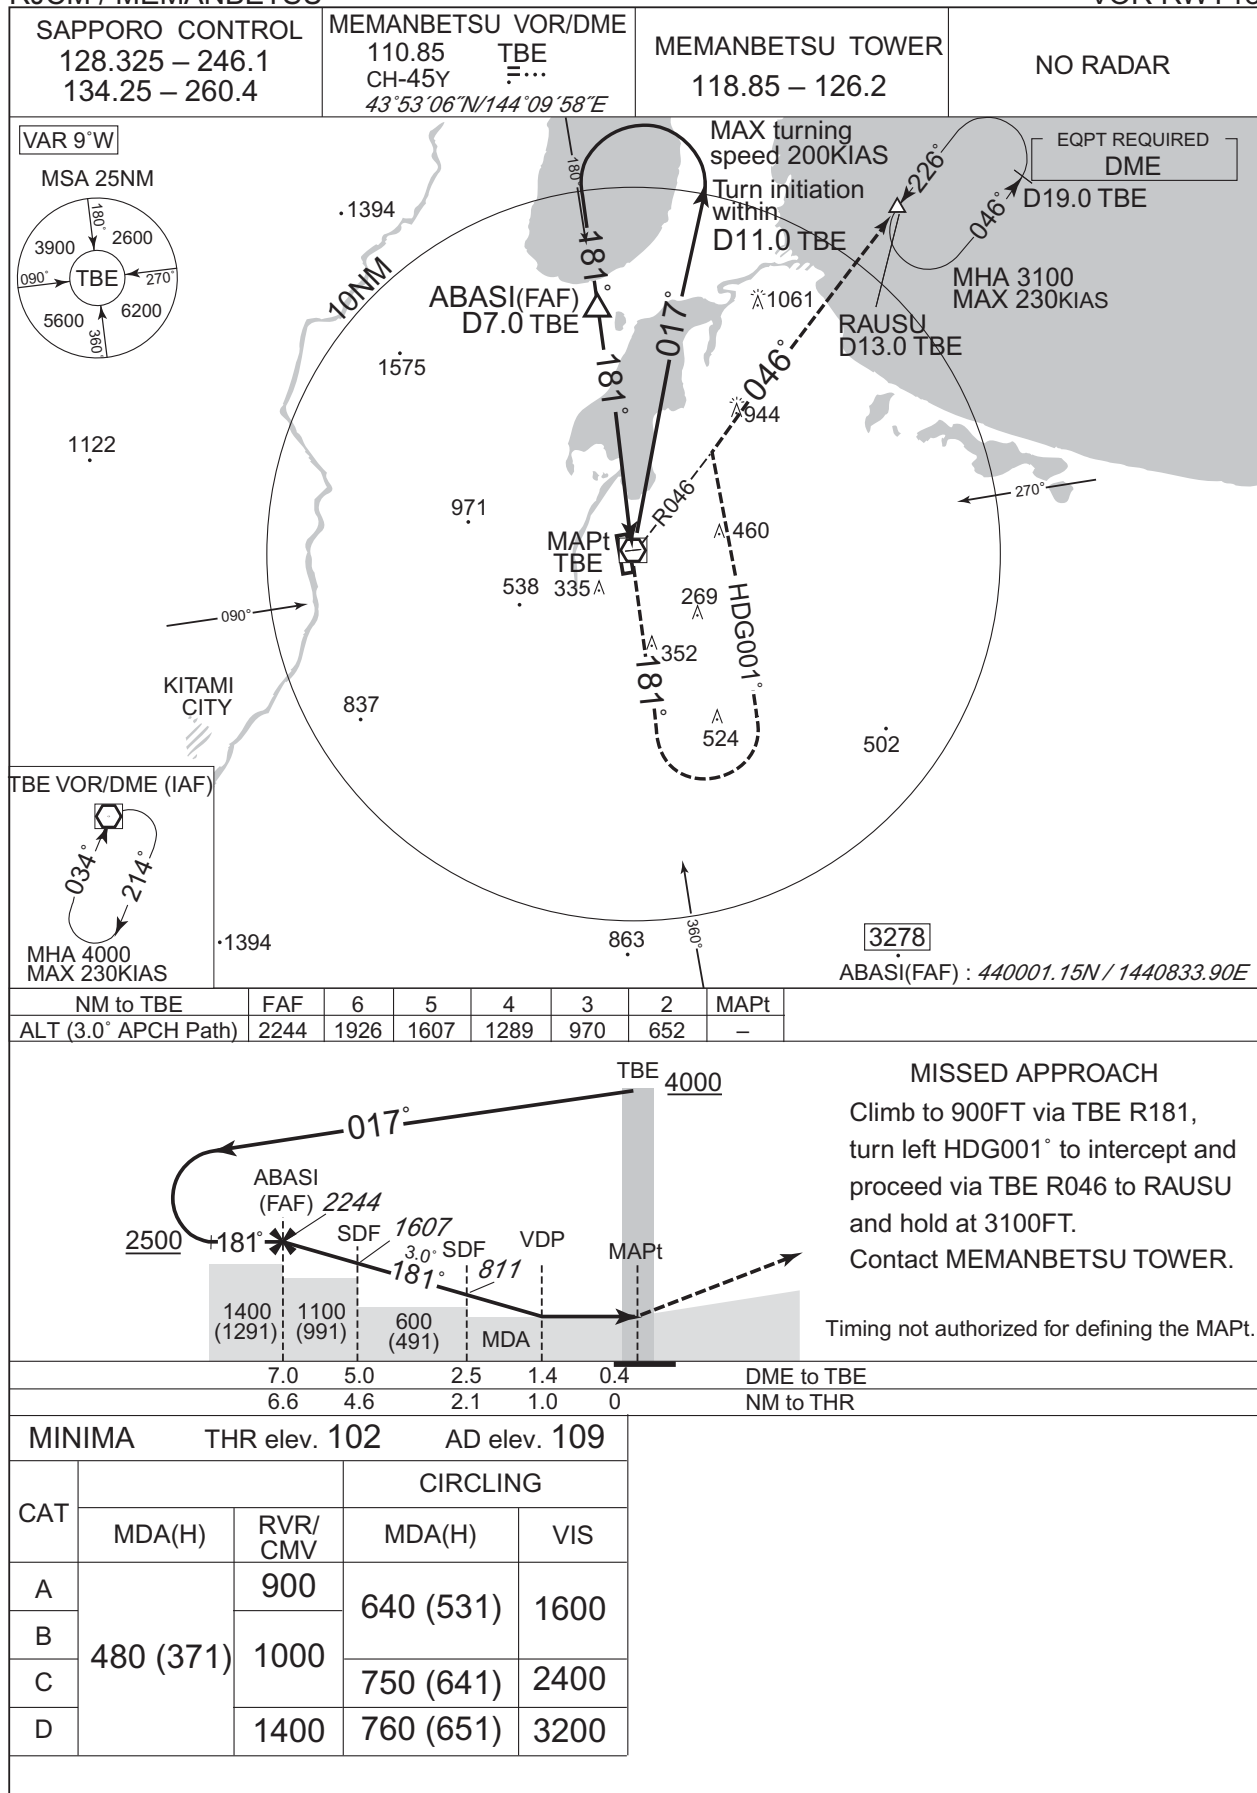 RJCM / MEMANBETSU
VOR RWY18
SAPPORO CONTROL
128.325 – 246.1
134.25 – 260.4
MEMANBETSU VOR/DME
110.85 TBE
CH-45Y
43°53´06˝N/144°09´58˝E
MEMANBETSU TOWER
118.85 – 126.2
NO RADAR
VAR 9°W
MSA 25NM
180°
3900
2600
090°
TBE
270°
5600
6200
360°
1394
10NM
180°
MAX turning
speed 200KIAS
Turn initiation
within
D11.0 TBE
226°
046°
EQPT REQUIRED
DME
D19.0 TBE
181°
ABASI(FAF)
D7.0 TBE
017°
1061
MHA 3100
MAX 230KIAS
RAUSU
D13.0 TBE
1575
181°
046°
944
1122
971
R046
270°
MAPt
TBE
460
538
335
269
HDG001°
090°
352
181°
KITAMI
CITY
837
524
502
TBE VOR/DME (IAF)
034°
214°
MHA 4000
MAX 230KIAS
1394
863
360°
3278
ABASI(FAF) : 440001.15N / 1440833.90E
NM to TBE FAF 6 5 4 3 2 MAPt
ALT (3.0° APCH Path) 2244 1926 1607 1289 970 652 –
TBE
4000
017°
ABASI
(FAF)
2244
SDF
1607
2500
181°
3.0°
181°
SDF
811
VDP
MAPt
1400
(1291)
1100
(991)
600
(491)
MDA
MISSED APPROACH
Climb to 900FT via TBE R181,
turn left HDG001° to intercept and
proceed via TBE R046 to RAUSU
and hold at 3100FT.
Contact MEMANBETSU TOWER.
Timing not authorized for defining the MAPt.
7.0 5.0 2.5 1.4 0.4 DME to TBE
6.6 4.6 2.1 1.0 0 NM to THR
MINIMA THR elev. 102 AD elev. 109
CAT
CIRCLING
MDA(H)
RVR/
CMV
MDA(H)
VIS
A
900
640 (531)
1600
B
480 (371)
1000
C
750 (641)
2400
D
1400
760 (651)
3200